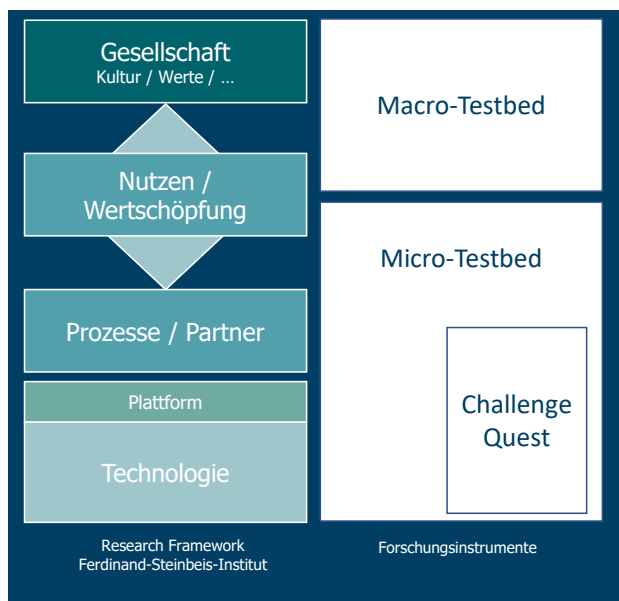 Gesellschaft
Kultur / Werte / …
Nutzen /
Wertschöpfung
Prozesse / Partner
Plattform
Technologie
Research Framework
Ferdinand-Steinbeis-Institut
Macro-Testbed
Micro-Testbed
Challenge
Quest
Forschungsinstrumente